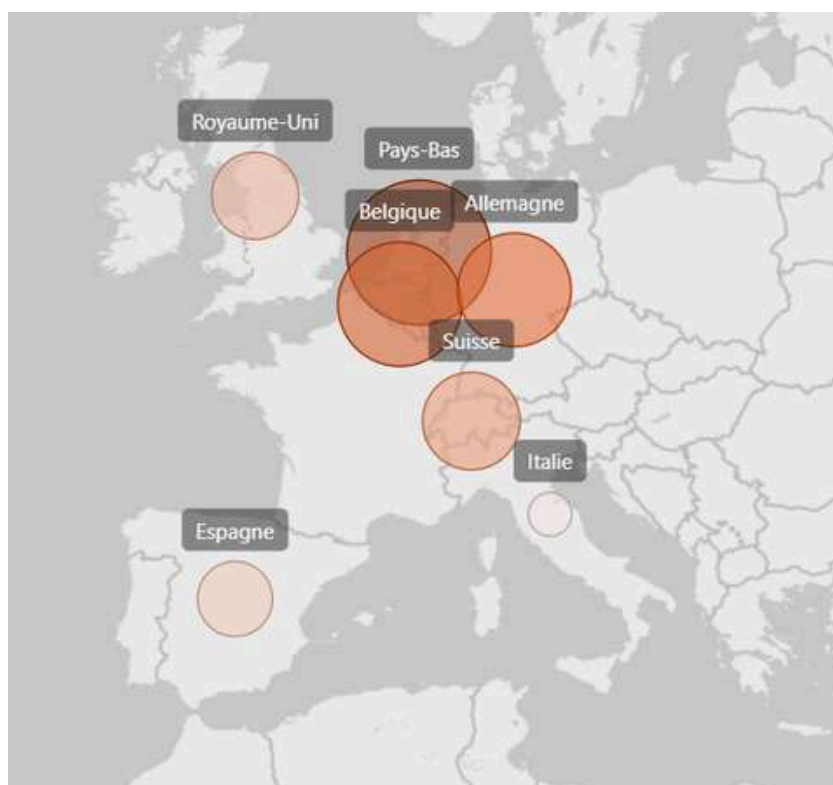 Royaume-Uni
Pays-Bas
Belgique
Allemagne
Suisse
Italie
Espagne